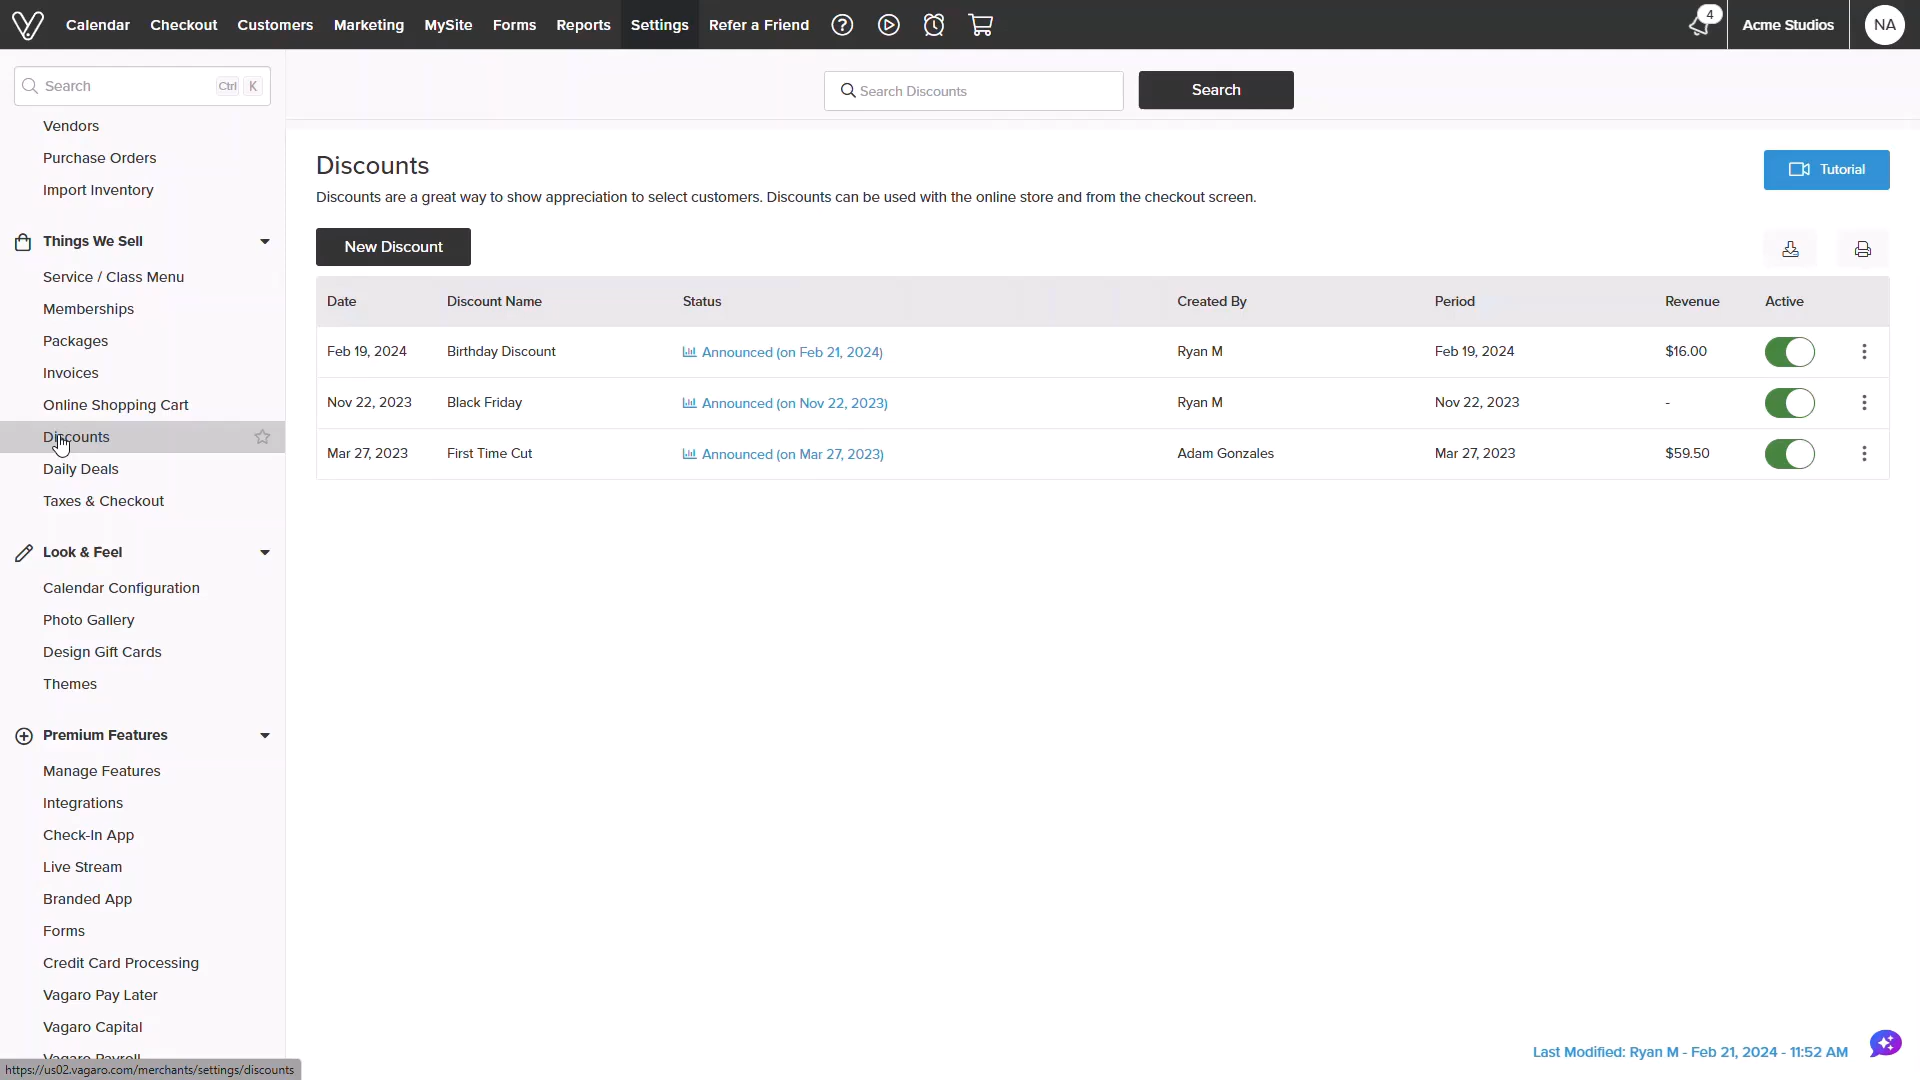 Calendar Checkout Customers Marketing MySite Forms Reports Settings Refer a Friend 4 Acme Studios NA
Search Ctrl K
Search Discounts Search
Vendors
Purchase Orders
Import Inventory
Things We Sell
Service / Class Menu
Memberships
Packages
Invoices
Online Shopping Cart
Discounts
Daily Deals
Taxes & Checkout
Look & Feel
Calendar Configuration
Photo Gallery
Design Gift Cards
Themes
Premium Features
Manage Features
Integrations
Check-In App
Live Stream
Branded App
Forms
Credit Card Processing
Vagaro Pay Later
Vagaro Capital
Vagaro Payroll
https://us02.vagaro.com/merchants/settings/discounts
Discounts
Tutorial
Discounts are a great way to show appreciation to select customers. Discounts can be used with the online store and from the checkout screen.
New Discount
Date Discount Name Status Created By Period Revenue Active
Feb 19, 2024 Birthday Discount Announced (on Feb 21, 2024) Ryan M Feb 19, 2024 $16.00
Nov 22, 2023 Black Friday Announced (on Nov 22, 2023) Ryan M Nov 22, 2023 -
Mar 27, 2023 First Time Cut Announced (on Mar 27, 2023) Adam Gonzales Mar 27, 2023 $59.50
Last Modified: Ryan M - Feb 21, 2024 - 11:52 AM